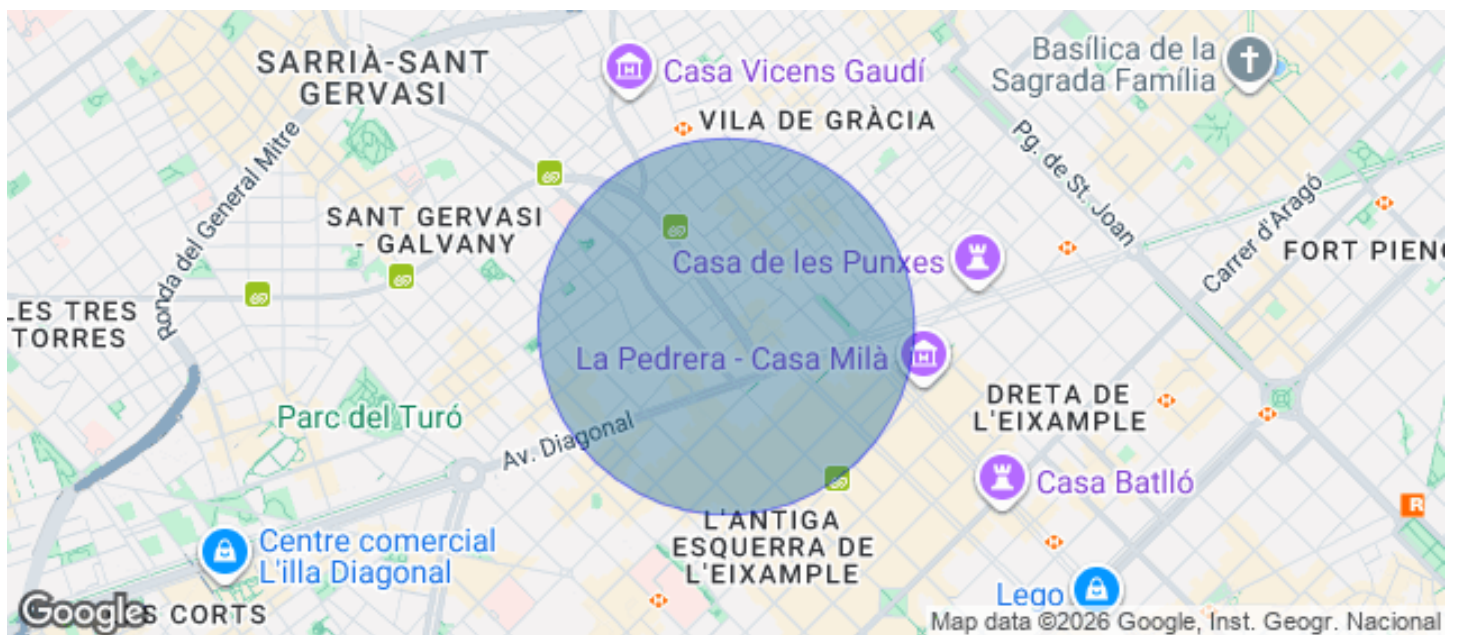 SARRIÀ-SANT
GERVASI
Casa Vicens Gaudí
Basílica de la
Sagrada Família
VILA DE GRÀCIA
Ronda del General Mitre
Pg. de St. Joan
SANT GERVASI
- GALVANY
Carrer d'Aragó
FORT PIENC
Casa de les Punxes
LES TRES
TORRES
La Pedrera - Casa Milà
DRETA DE
L'EIXAMPLE
Parc del Turó
Av. Diagonal
Casa Batlló
R
L'ANTIGA
ESQUERRA DE
L'EIXAMPLE
Centre comercial
L'illa Diagonal
Lego
Google
S CORTS
Map data ©2026 Google, Inst. Geogr. Nacional